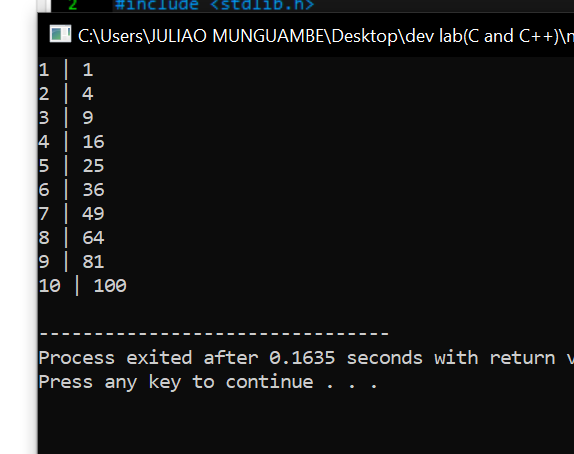 2 #include <stdlib.h>
C:\Users\JULIAO MUNGUAMBE\Desktop\dev lab(C and C++)\
1 | 1
2 | 4
3 | 9
4 | 16
5 | 25
6 | 36
7 | 49
8 | 64
9 | 81
10 | 100
--------------------------------
Process exited after 0.1635 seconds with return
Press any key to continue . . .